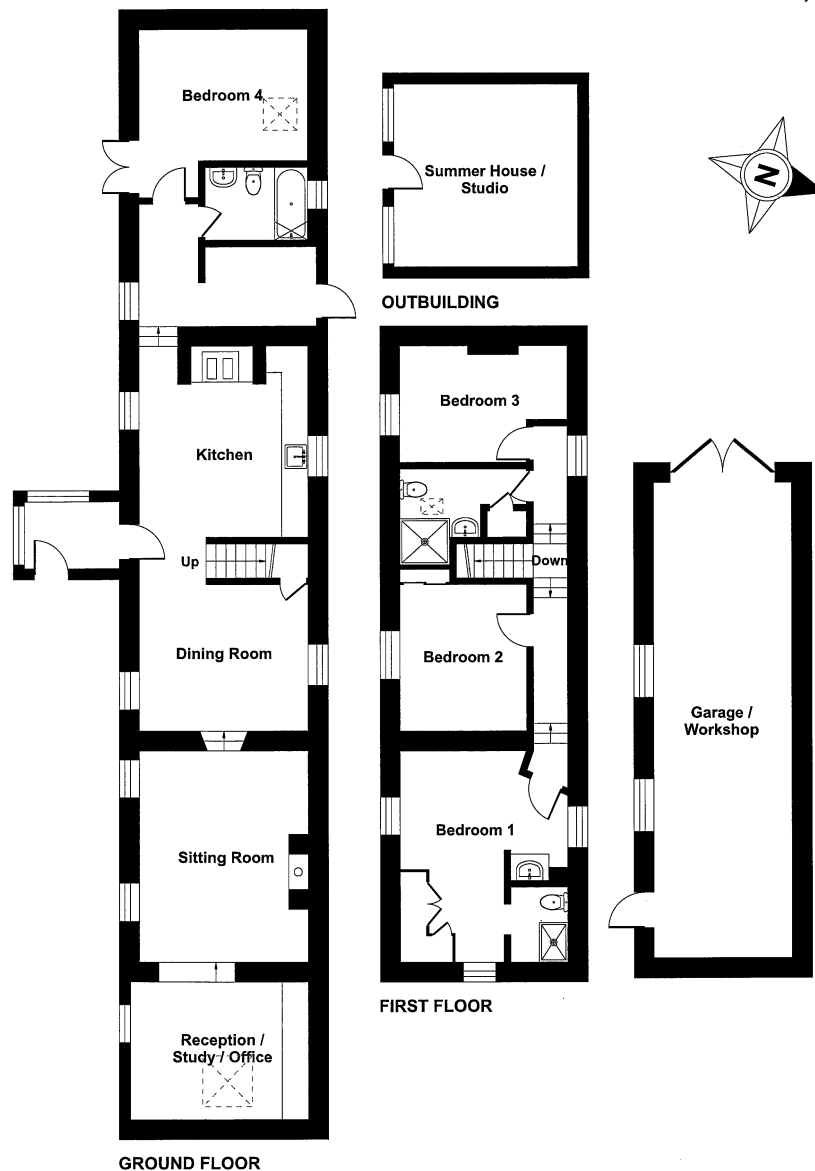 Bedroom 4
Summer House /
Studio
N
OUTBUILDING
Bedroom 3
Kitchen
Up
Down
Dining Room
Bedroom 2
Garage /
Workshop
Bedroom 1
Sitting Room
FIRST FLOOR
Reception /
Study / Office
GROUND FLOOR